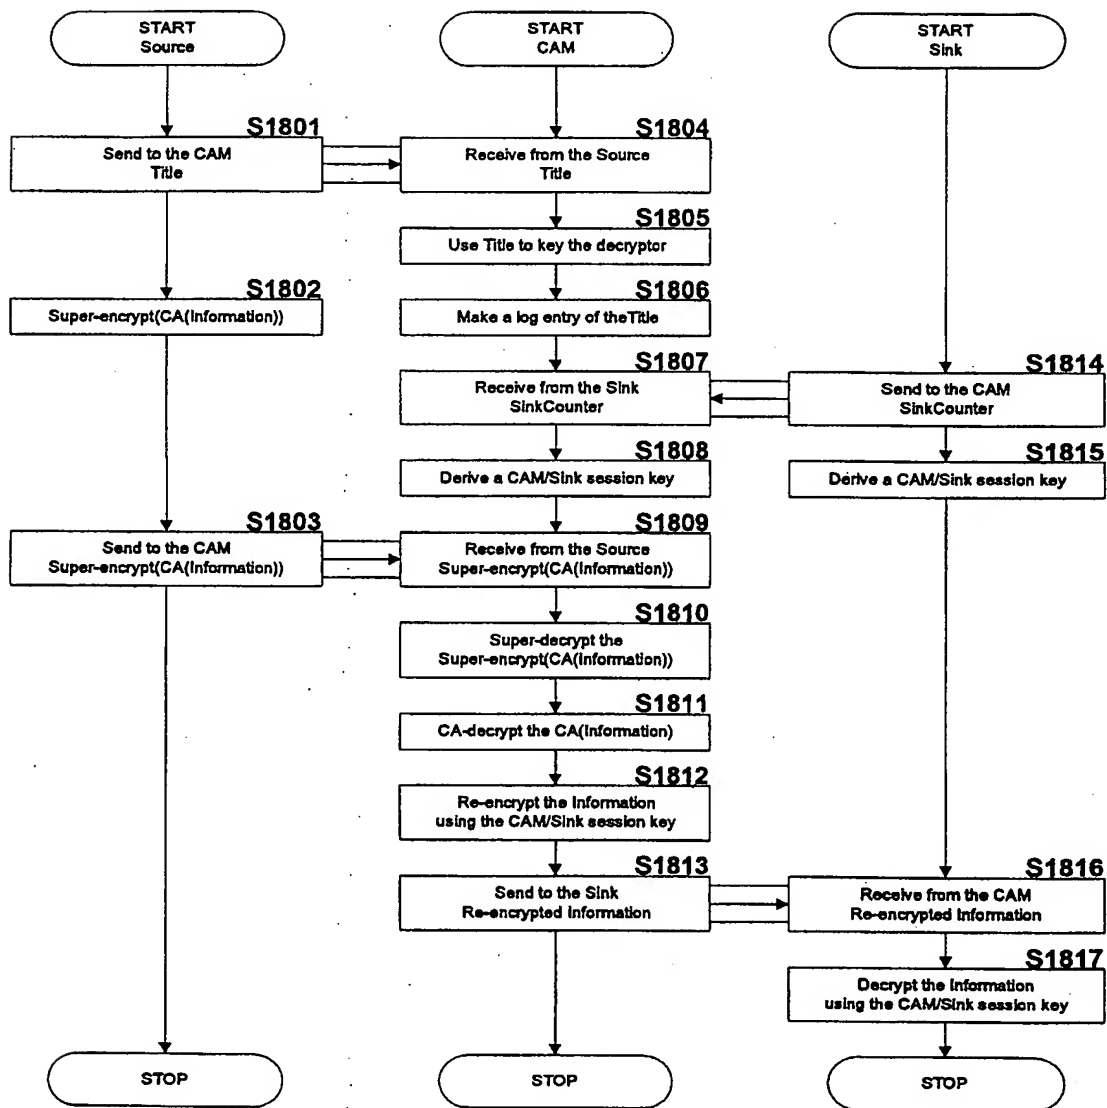 START
Source
START
CAM
START
Sink
S1801
Send to the CAM
Title
S1804
Receive from the Source
Title
S1805
Use Title to key the decryptor
S1802
Super-encrypt(CA(Information))
S1806
Make a log entry of theTitle
S1807
Receive from the Sink
SinkCounter
S1814
Send to the CAM
SinkCounter
S1808
Derive a CAM/Sink session key
S1815
Derive a CAM/Sink session key
S1803
Send to the CAM
Super-encrypt(CA(Information))
S1809
Receive from the Source
Super-encrypt(CA(Information))
S1810
Super-decrypt the
Super-encrypt(CA(Information))
S1811
CA-decrypt the CA(Information)
S1812
Re-encrypt the Information
using the CAM/Sink session key
S1813
Send to the Sink
Re-encrypted Information
S1816
Receive from the CAM
Re-encrypted Information
S1817
Decrypt the Information
using the CAM/Sink session key
STOP
STOP
STOP